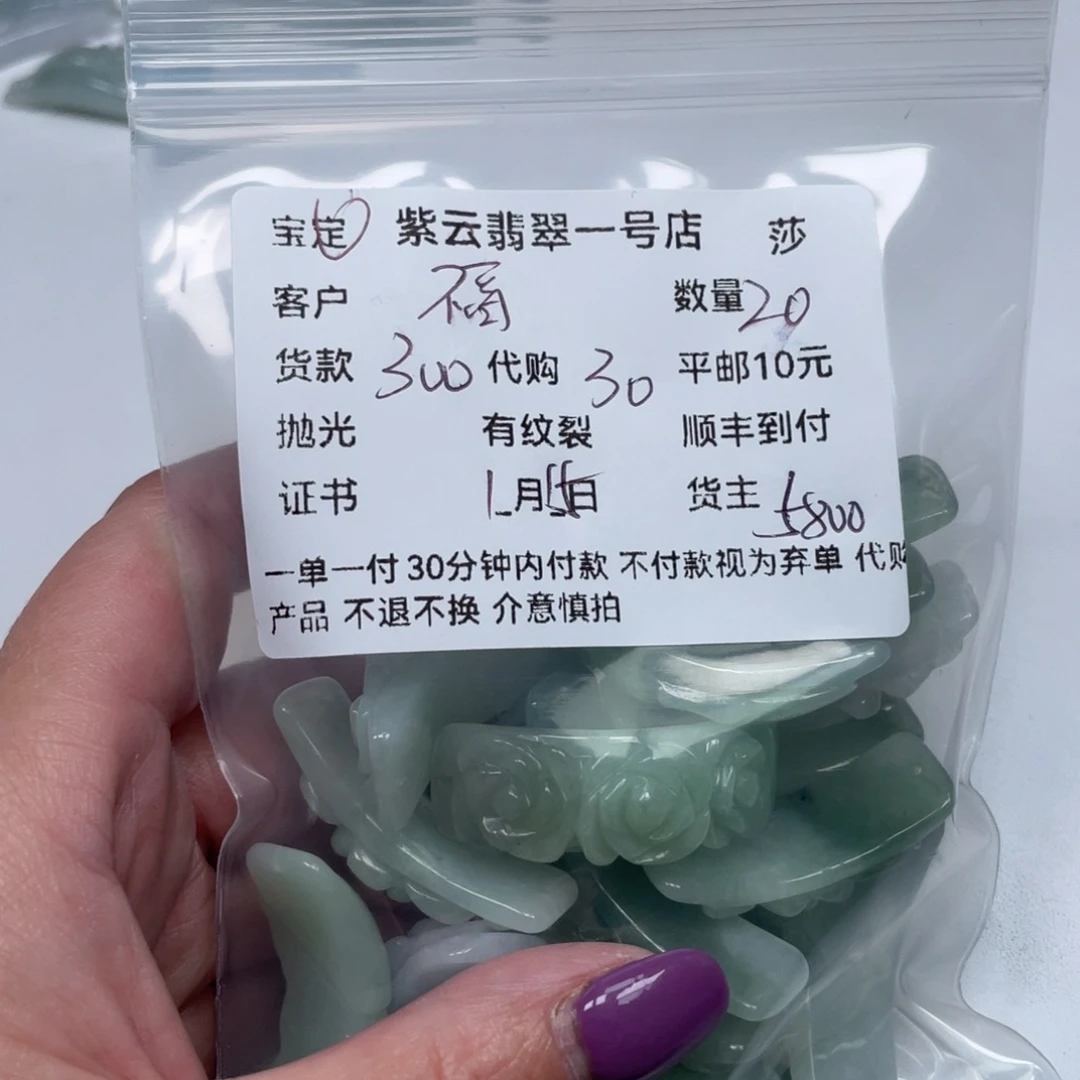 宝定 紫云翡翠一号店 莎
客户 数量20
货款 300 代购 30 平邮10元
抛光 有纹裂 顺丰到付
证书 1月15日 货主 5800
一单一付 30分钟内付款 不付款视为弃单 代购
产品 不退不换 介意慎拍